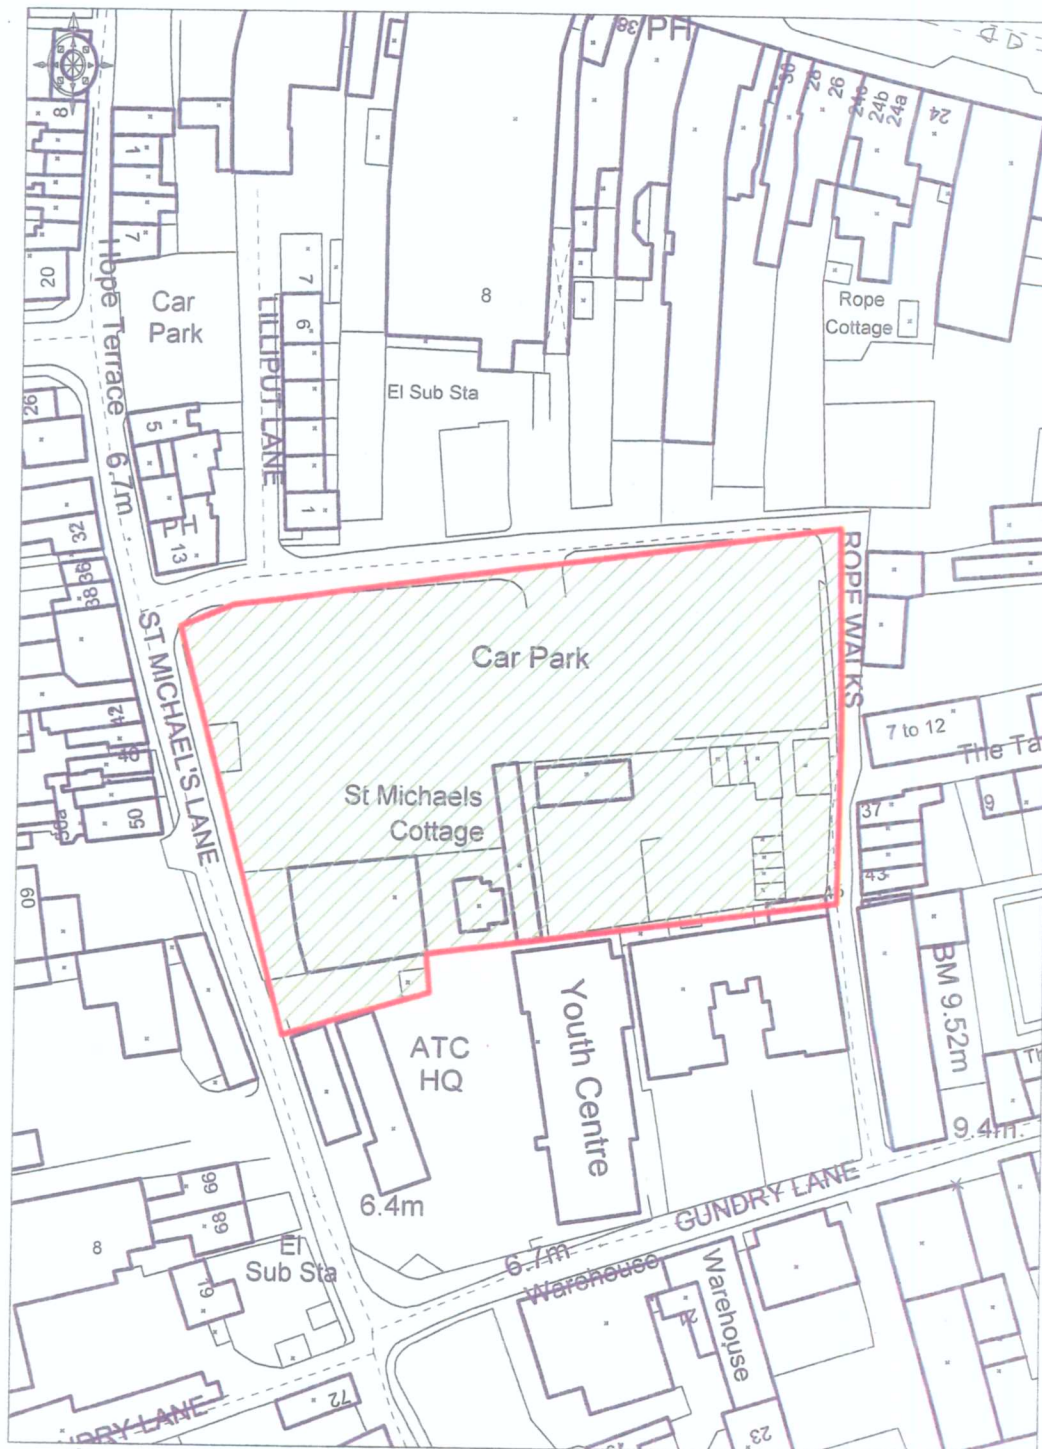 38
PH
30
28
26
24c
24b
24a
24
8
1
7
20
Hope Terrace
Car
Park
7
6
LILLIPUT LANE
8
Rope
Cottage
El Sub Sta
26
5
6.7m
1
32
13
36
38
ROPE WALKS
ST MICHAEL'S LANE
Car Park
42
46
50
50a
7 to 12
St Michaels
Cottage
37
9
43
60
BM 9.52m
Youth Centre
ATC
HQ
9.4m
66
68
6.4m
GUNDRY LANE
8
El
Sub Sta
61
6.7m
Warehouse
Warehouse
72
23